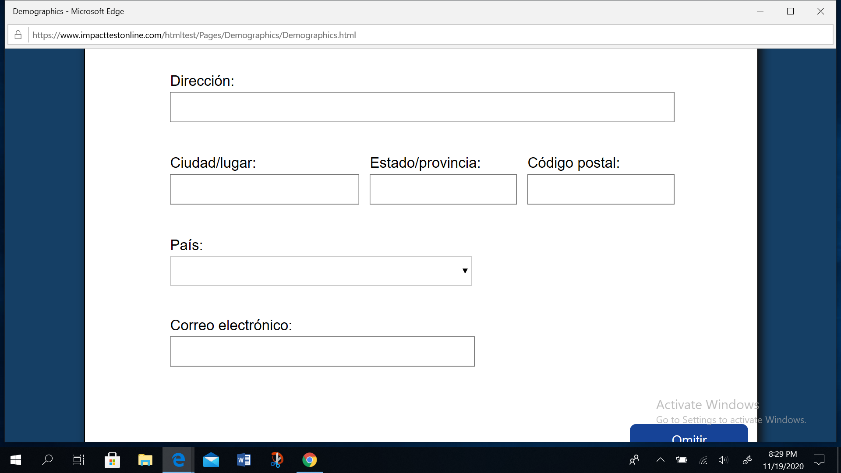 Demographics - Microsoft Edge
https://www.impacttestonline.com/htmltest/Pages/Demographics/Demographics.html
Dirección:
Ciudad/lugar: Estado/provincia: Código postal:
País:
Correo electrónico:
Activate Windows
Go to Settings to activate Windows.
Omitir
8:29 PM
11/19/2020